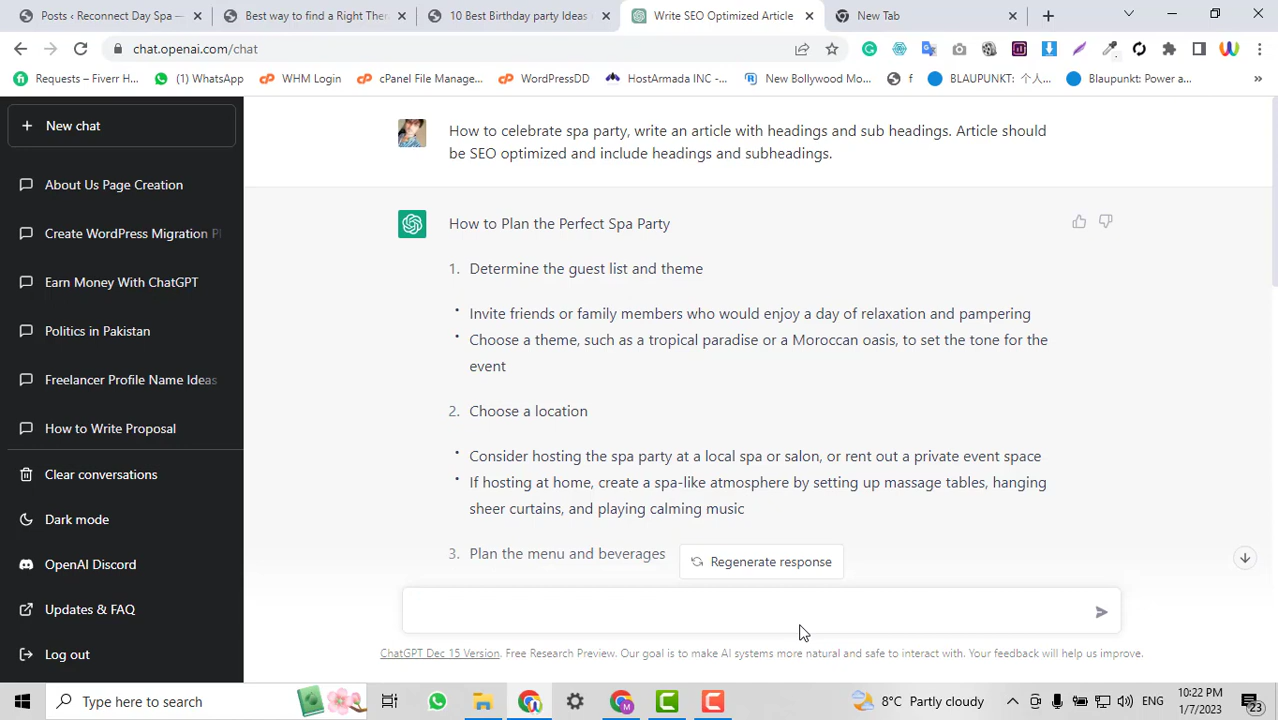 Posts ‹ Reconnect Day Spa —
Best way to find a Right Ther
10 Best Birthday party Ideas
Write SEO Optimized Article
New Tab
chat.openai.com/chat
Requests – Fiverr H...
(1) WhatsApp
WHM Login
cPanel File Manage...
WordPressDD
HostArmada INC -...
New Bollywood Mo...
f
BLAUPUNKT: 个人...
Blaupunkt: Power a...
»
New chat
About Us Page Creation
Create WordPress Migration P
Earn Money With ChatGPT
Politics in Pakistan
Freelancer Profile Name Ideas
How to Write Proposal
Clear conversations
Dark mode
OpenAI Discord
Updates & FAQ
Log out
How to celebrate spa party, write an article with headings and sub headings. Article should
be SEO optimized and include headings and subheadings.
How to Plan the Perfect Spa Party
1. Determine the guest list and theme
• Invite friends or family members who would enjoy a day of relaxation and pampering
• Choose a theme, such as a tropical paradise or a Moroccan oasis, to set the tone for the
event
2. Choose a location
• Consider hosting the spa party at a local spa or salon, or rent out a private event space
• If hosting at home, create a spa-like atmosphere by setting up massage tables, hanging
sheer curtains, and playing calming music
3. Plan the menu and beverages
Regenerate response
ChatGPT Dec 15 Version. Free Research Preview. Our goal is to make AI systems more natural and safe to interact with. Your feedback will help us improve.
Type here to search
8°C Partly cloudy
ENG
10:22 PM
1/7/2023
23